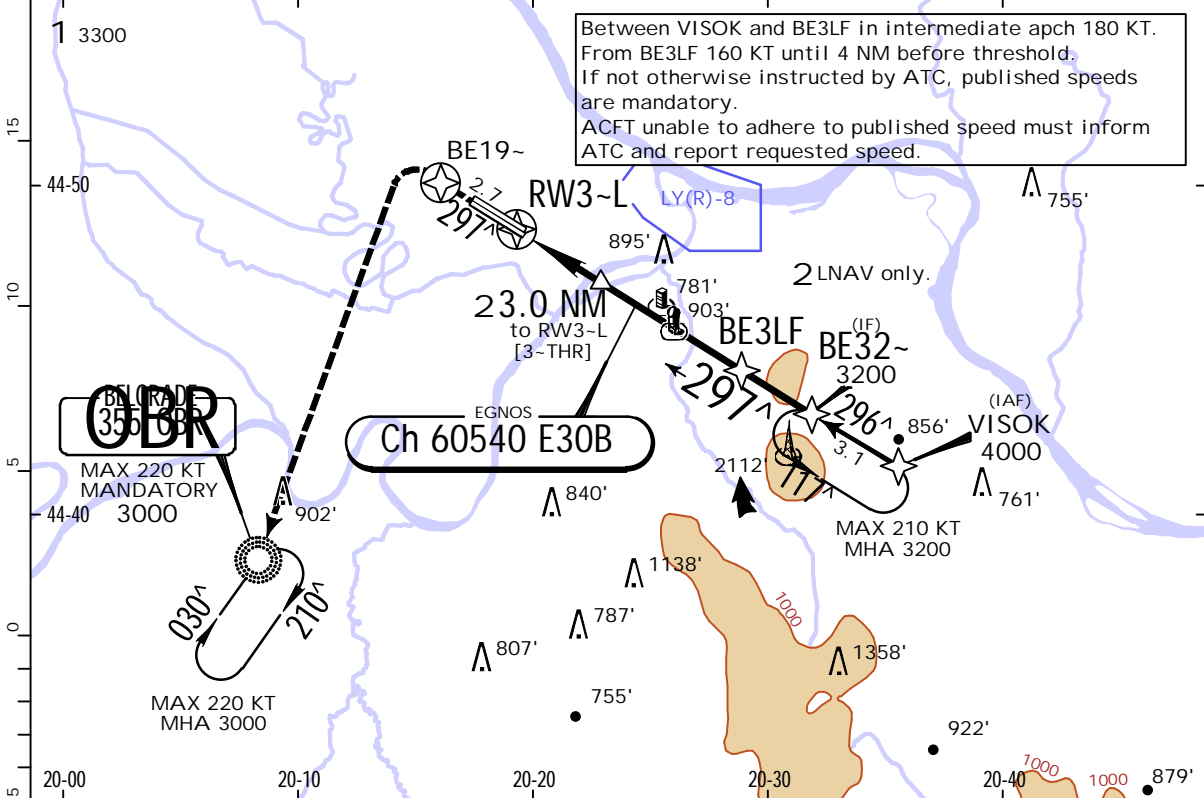 1 3300
Between VISOK and BE3LF in intermediate apch 180 KT.
From BE3LF 160 KT until 4 NM before threshold.
If not otherwise instructed by ATC, published speeds
are mandatory.
ACFT unable to adhere to published speed must inform
ATC and report requested speed.
15
BE19~
44-50
2.7
297^
RW3~L
LY(R)-8
755'
895'
2 LNAV only.
781'
10
23.0 NM
903'
to RW3~L
[3~THR]
BE3LF
(IF)
BE32~
3200
297^
296^
OBR
EGNOS
Ch 60540 E30B
(IAF)
VISOK
4000
856'
3.1
MAX 220 KT
MANDATORY
3000
5
2112'
117^
840'
761'
902'
44-40
MAX 210 KT
MHA 3200
1138'
1000
030^
210^
787'
0
807'
1358'
755'
MAX 220 KT
MHA 3000
922'
1000
1000
879'
5
20-00
20-10
20-20
20-30
20-40